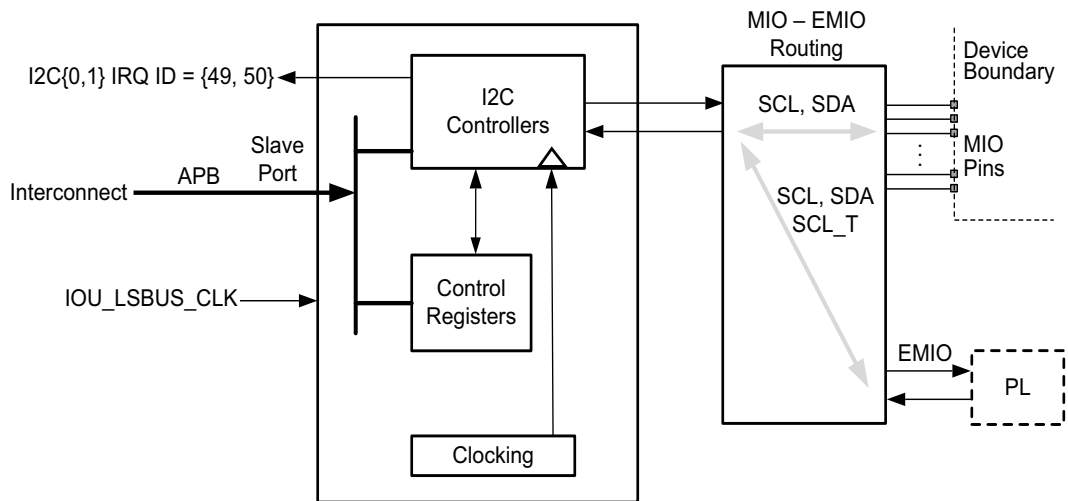 MIO – EMIO
Routing
Device
Boundary
I2C{0,1} IRQ ID = {49, 50}
I2C
Controllers
SCL, SDA
MIO
Pins
Slave
Port
APB
Interconnect
SCL, SDA
SCL_T
IOU_LSBUS_CLK
Control
Registers
EMIO
PL
Clocking